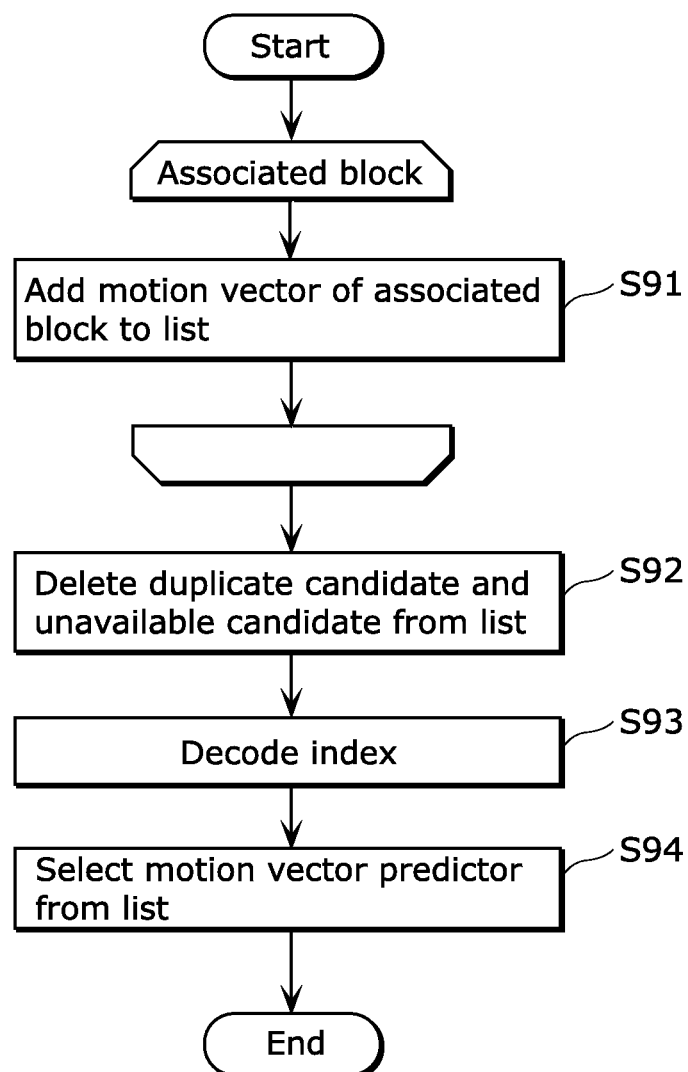 Start
Associated block
Add motion vector of associated
block to list
S91
Delete duplicate candidate and
unavailable candidate from list
S92
Decode index
S93
Select motion vector predictor
from list
S94
End